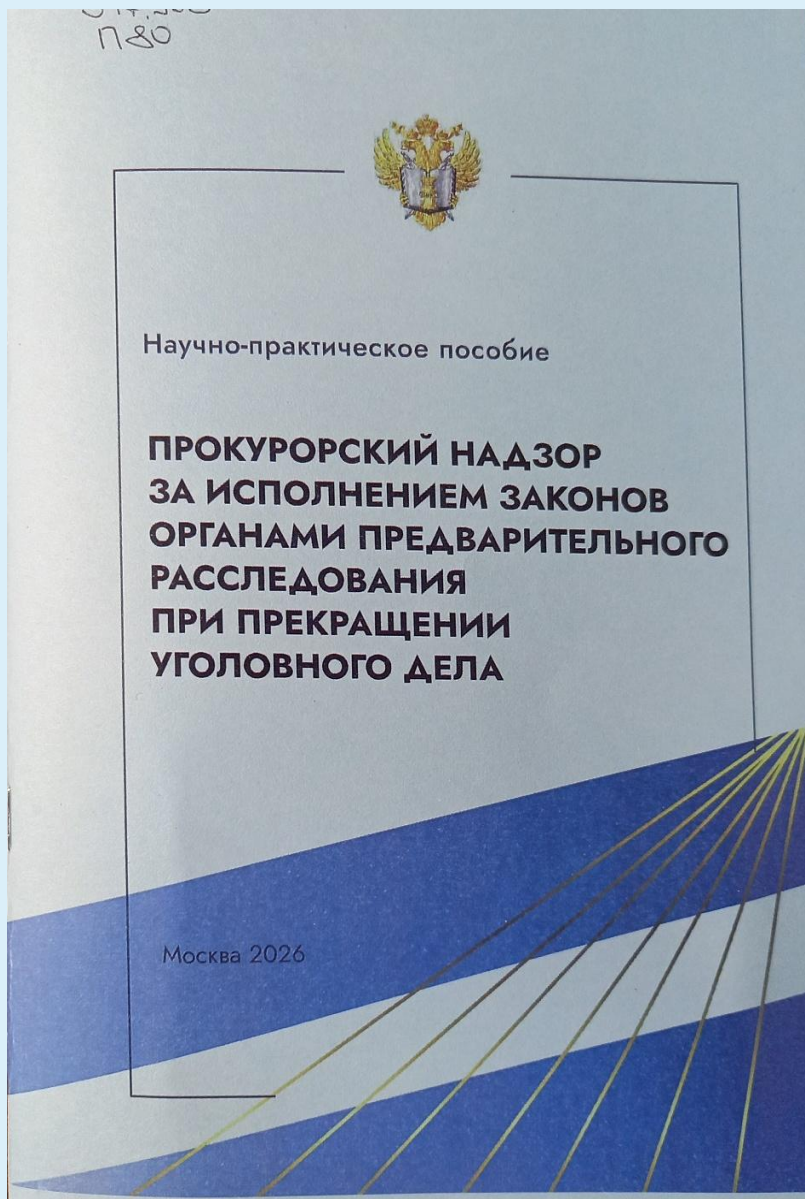 П80
Научно-практическое пособие
ПРОКУРОРСКИЙ НАДЗОР
ЗА ИСПОЛНЕНИЕМ ЗАКОНОВ
ОРГАНАМИ ПРЕДВАРИТЕЛЬНОГО
РАССЛЕДОВАНИЯ
ПРИ ПРЕКРАЩЕНИИ
УГОЛОВНОГО ДЕЛА
Москва 2026